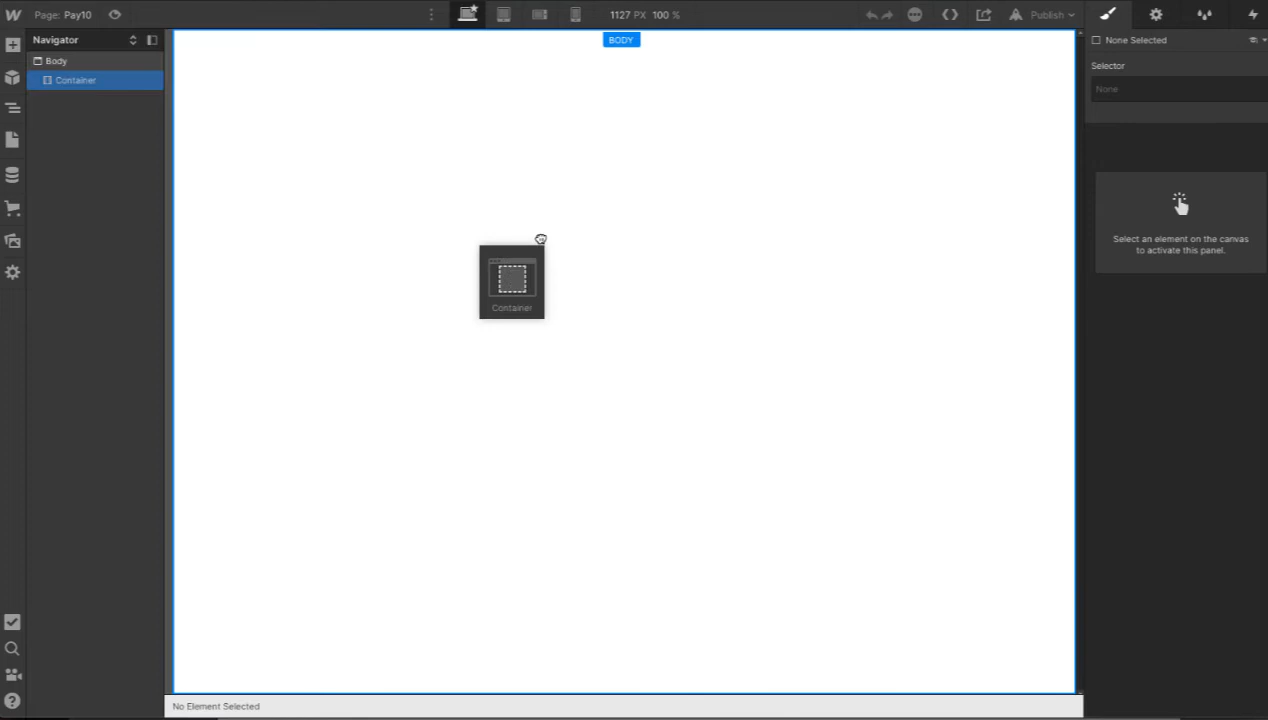 Page: Pay10
1127 PX 100 %
Publish
Navigator
Body
Container
BODY
Container
None Selected
Selector
None
Select an element on the canvas
to activate this panel.
No Element Selected